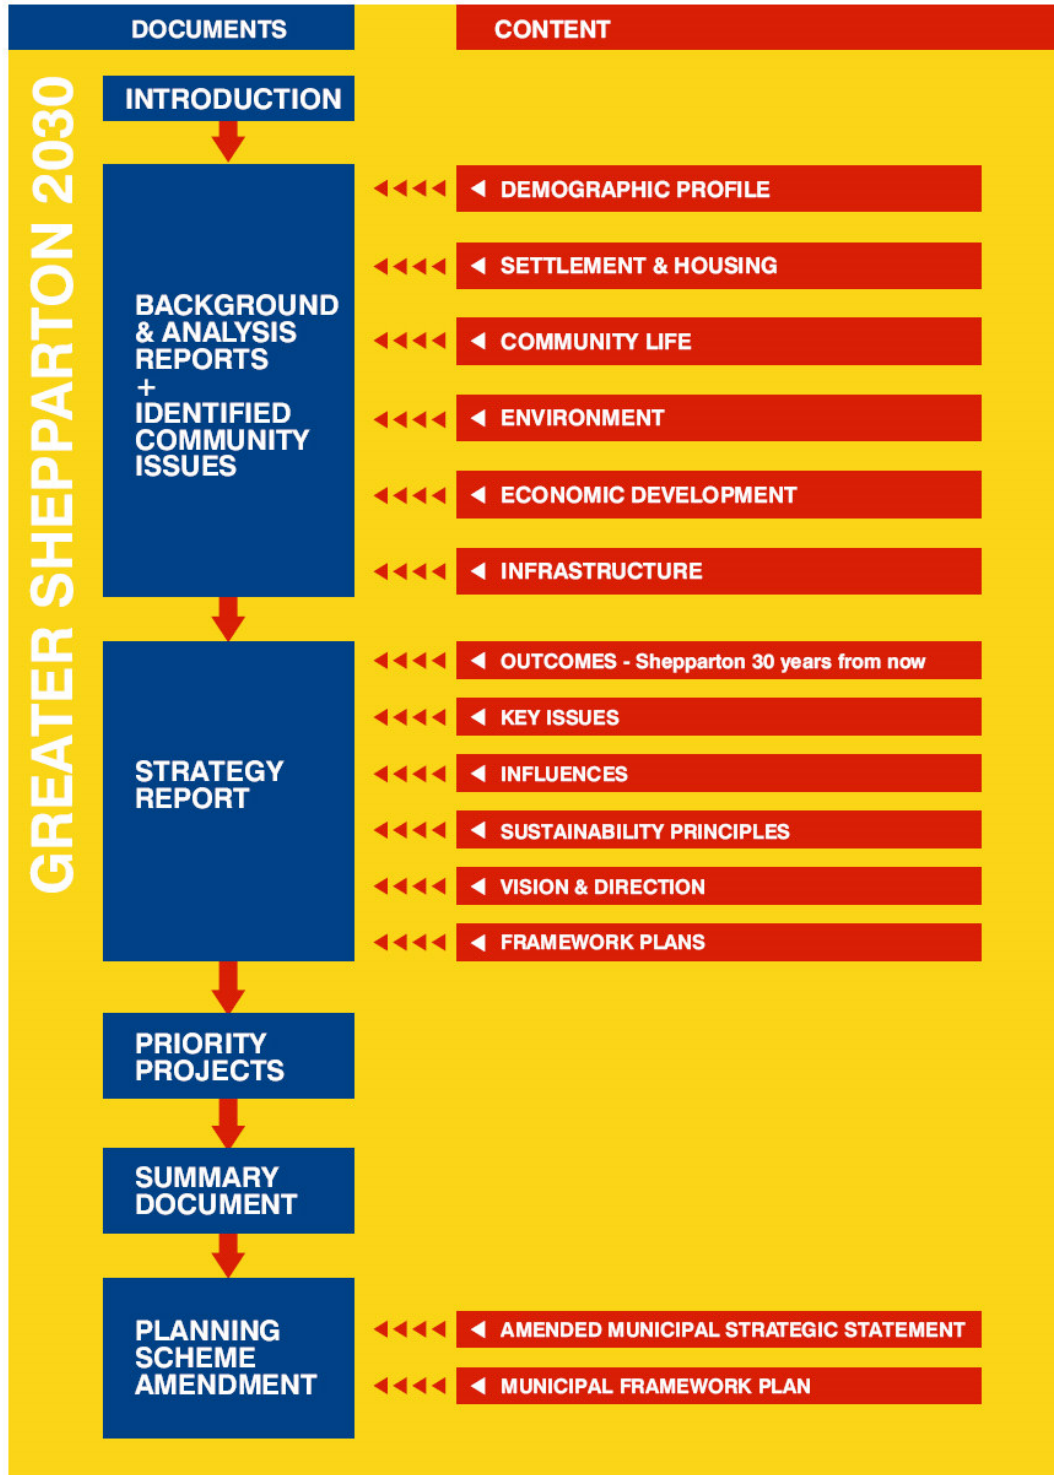 DOCUMENTS
CONTENT
GREATER SHEPPARTON 2030
INTRODUCTION
BACKGROUND
& ANALYSIS
REPORTS
+
IDENTIFIED
COMMUNITY
ISSUES
DEMOGRAPHIC PROFILE
SETTLEMENT & HOUSING
COMMUNITY LIFE
ENVIRONMENT
ECONOMIC DEVELOPMENT
INFRASTRUCTURE
STRATEGY
REPORT
OUTCOMES - Shepparton 30 years from now
KEY ISSUES
INFLUENCES
SUSTAINABILITY PRINCIPLES
VISION & DIRECTION
FRAMEWORK PLANS
PRIORITY
PROJECTS
SUMMARY
DOCUMENT
PLANNING
SCHEME
AMENDMENT
AMENDED MUNICIPAL STRATEGIC STATEMENT
MUNICIPAL FRAMEWORK PLAN